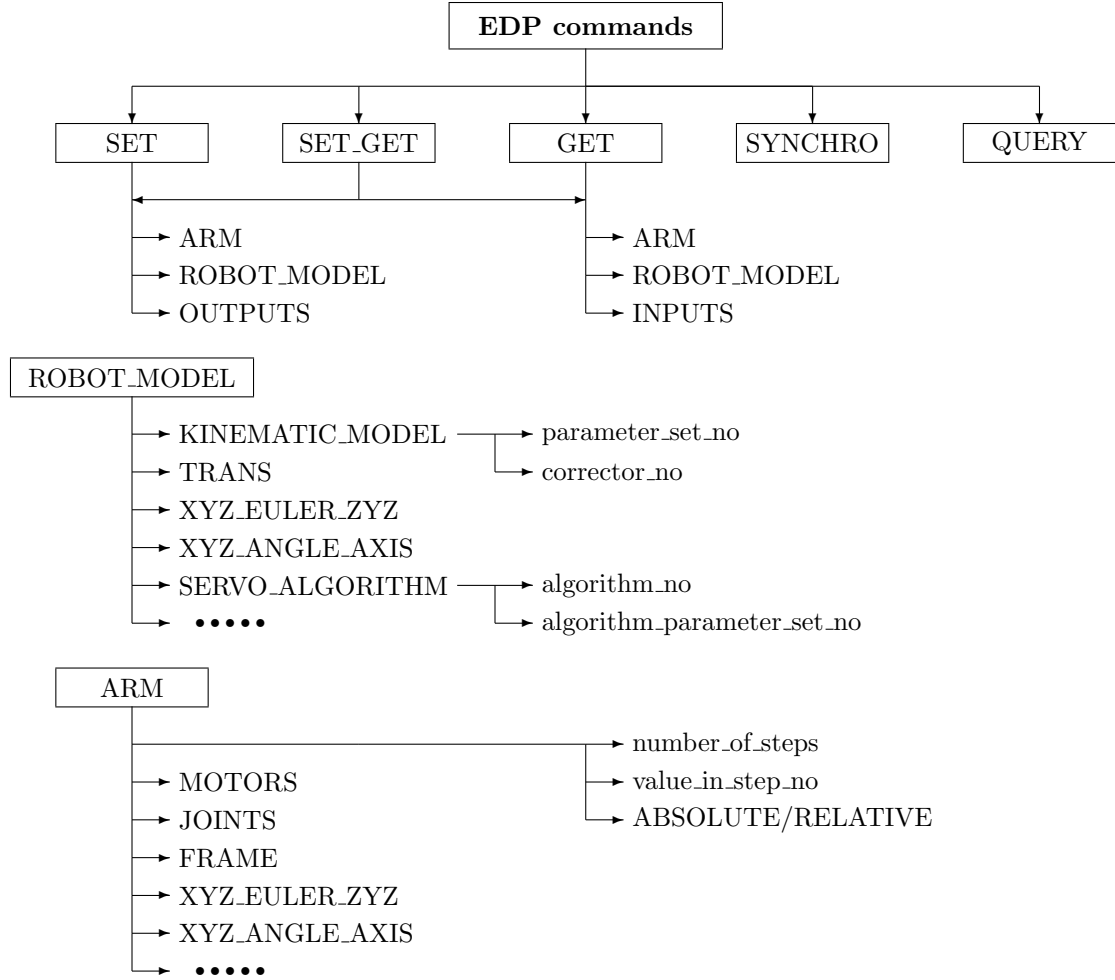 EDP commands
SET SET_GET GET SYNCHRO QUERY
ARM ARM
ROBOT_MODEL ROBOT_MODEL
OUTPUTS INPUTS
ROBOT_MODEL
KINEMATIC_MODEL parameter_set_no
TRANS corrector_no
XYZ_EULER_ZYZ
XYZ_ANGLE_AXIS
SERVO_ALGORITHM algorithm_no
••••• algorithm_parameter_set_no
ARM
number_of_steps
MOTORS value_in_step_no
JOINTS ABSOLUTE/RELATIVE
FRAME
XYZ_EULER_ZYZ
XYZ_ANGLE_AXIS
•••••